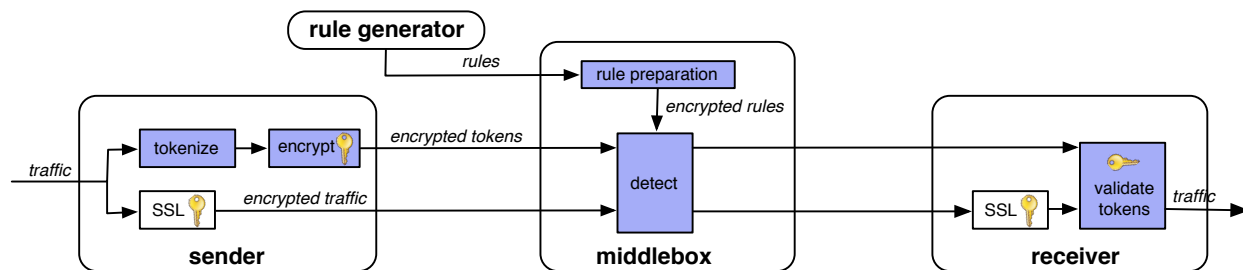 rule generator
rules
rule preparation
encrypted rules
traffic
tokenize
encrypt
encrypted tokens
SSL
encrypted traffic
detect
SSL
validate
tokens
traffic
sender
middlebox
receiver